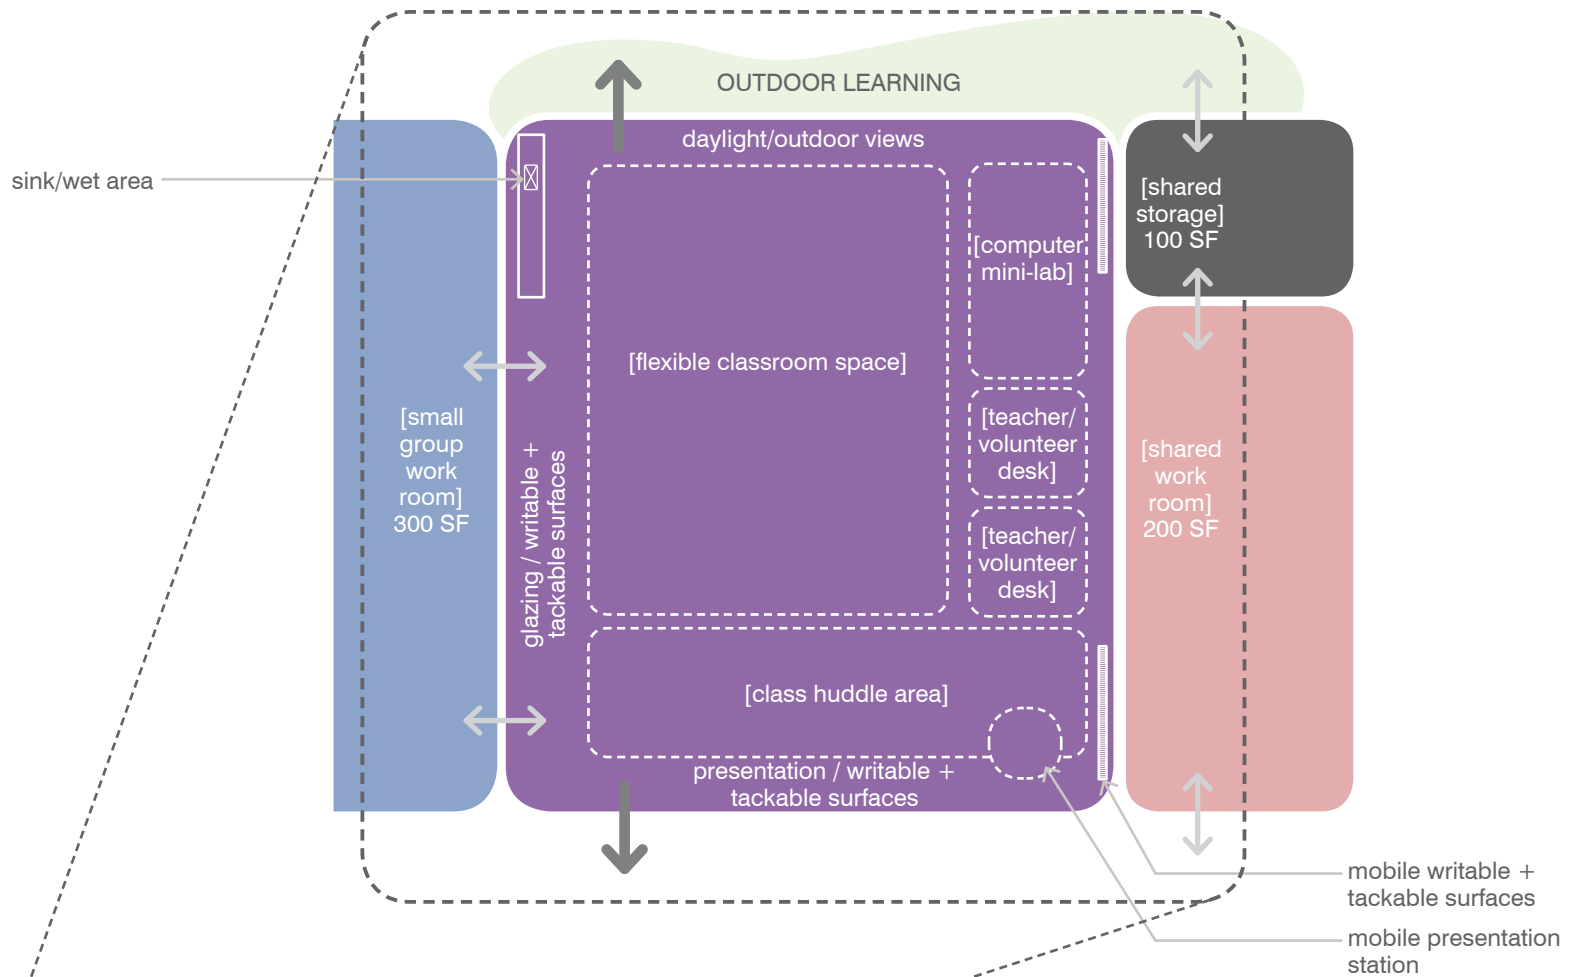 OUTDOOR LEARNING
daylight/outdoor views
sink/wet area
[shared
storage]
100 SF
[computer
mini-lab]
[flexible classroom space]
[small
group
work
room]
300 SF
glazing / writable +
tackable surfaces
[teacher/
volunteer
desk]
[shared
work
room]
200 SF
[teacher/
volunteer
desk]
[class huddle area]
presentation / writable +
tackable surfaces
mobile writable +
tackable surfaces
mobile presentation
station